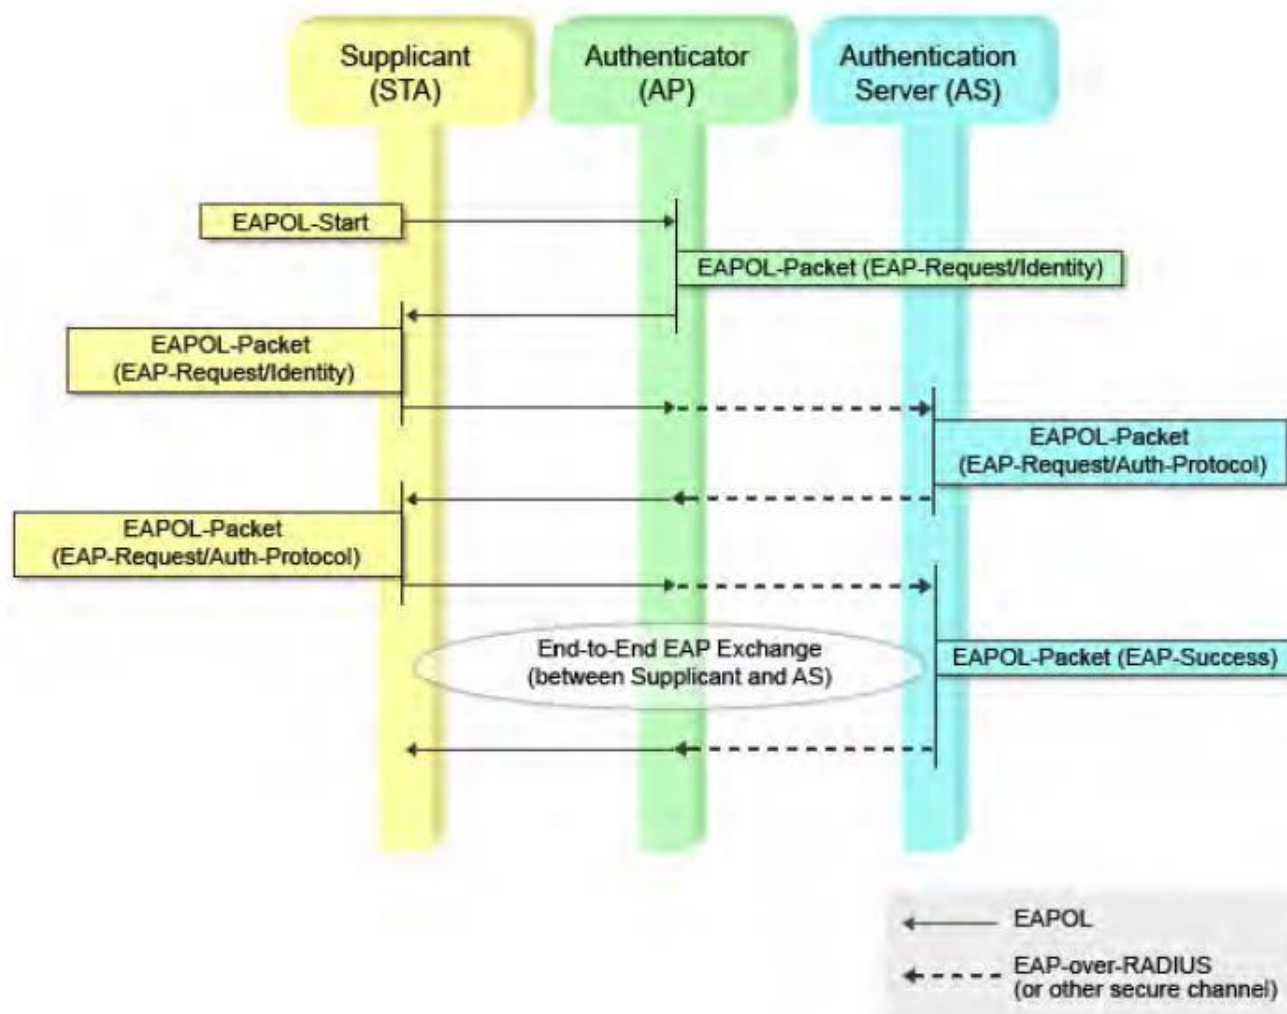 Supplicant
(STA)
Authenticator
(AP)
Authentication
Server (AS)
EAPOL-Start
EAPOL-Packet (EAP-Request/Identity)
EAPOL-Packet
(EAP-Request/Identity)
EAPOL-Packet
(EAP-Request/Auth-Protocol)
EAPOL-Packet
(EAP-Request/Auth-Protocol)
End-to-End EAP Exchange
(between Supplicant and AS)
EAPOL-Packet (EAP-Success)
EAPOL
EAP-over-RADIUS
(or other secure channel)